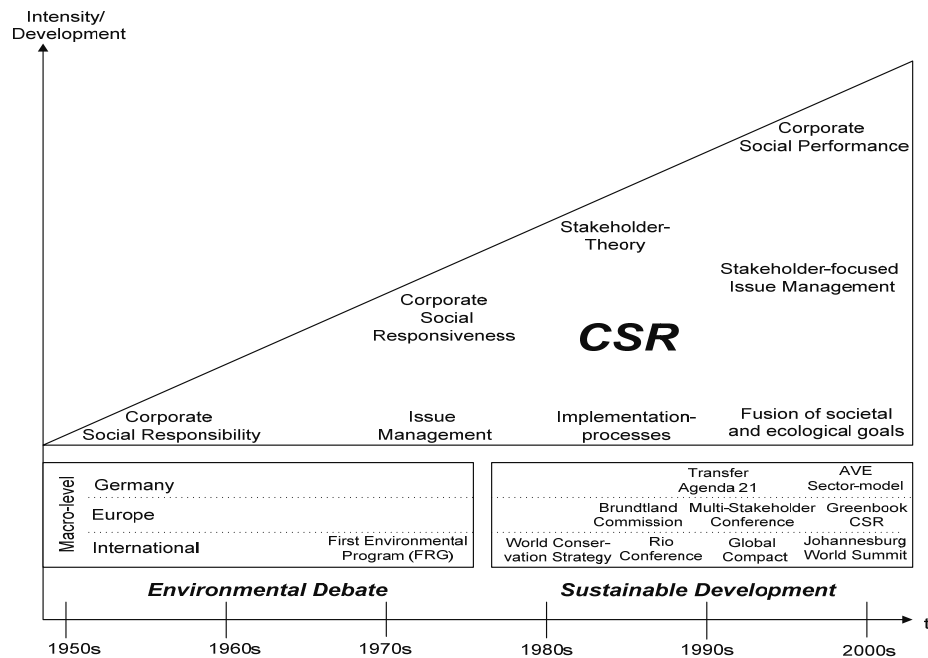 Intensity/
Development
Corporate
Social Performance
Stakeholder-
Theory
Stakeholder-focused
Issue Management
Corporate
Social
Responsiveness
CSR
Corporate
Social Responsibility
Issue
Management
Implementation-
processes
Fusion of societal
and ecological goals
Macro-level
Germany
Transfer
Agenda 21
AVE
Sector-model
Europe
Brundtland
Commission
Multi-Stakeholder
Conference
Greenbook
CSR
International
First Environmental
Program (FRG)
World Conser-
vation Strategy
Rio
Conference
Global
Compact
Johannesburg
World Summit
Environmental Debate
Sustainable Development
t
1950s
1960s
1970s
1980s
1990s
2000s